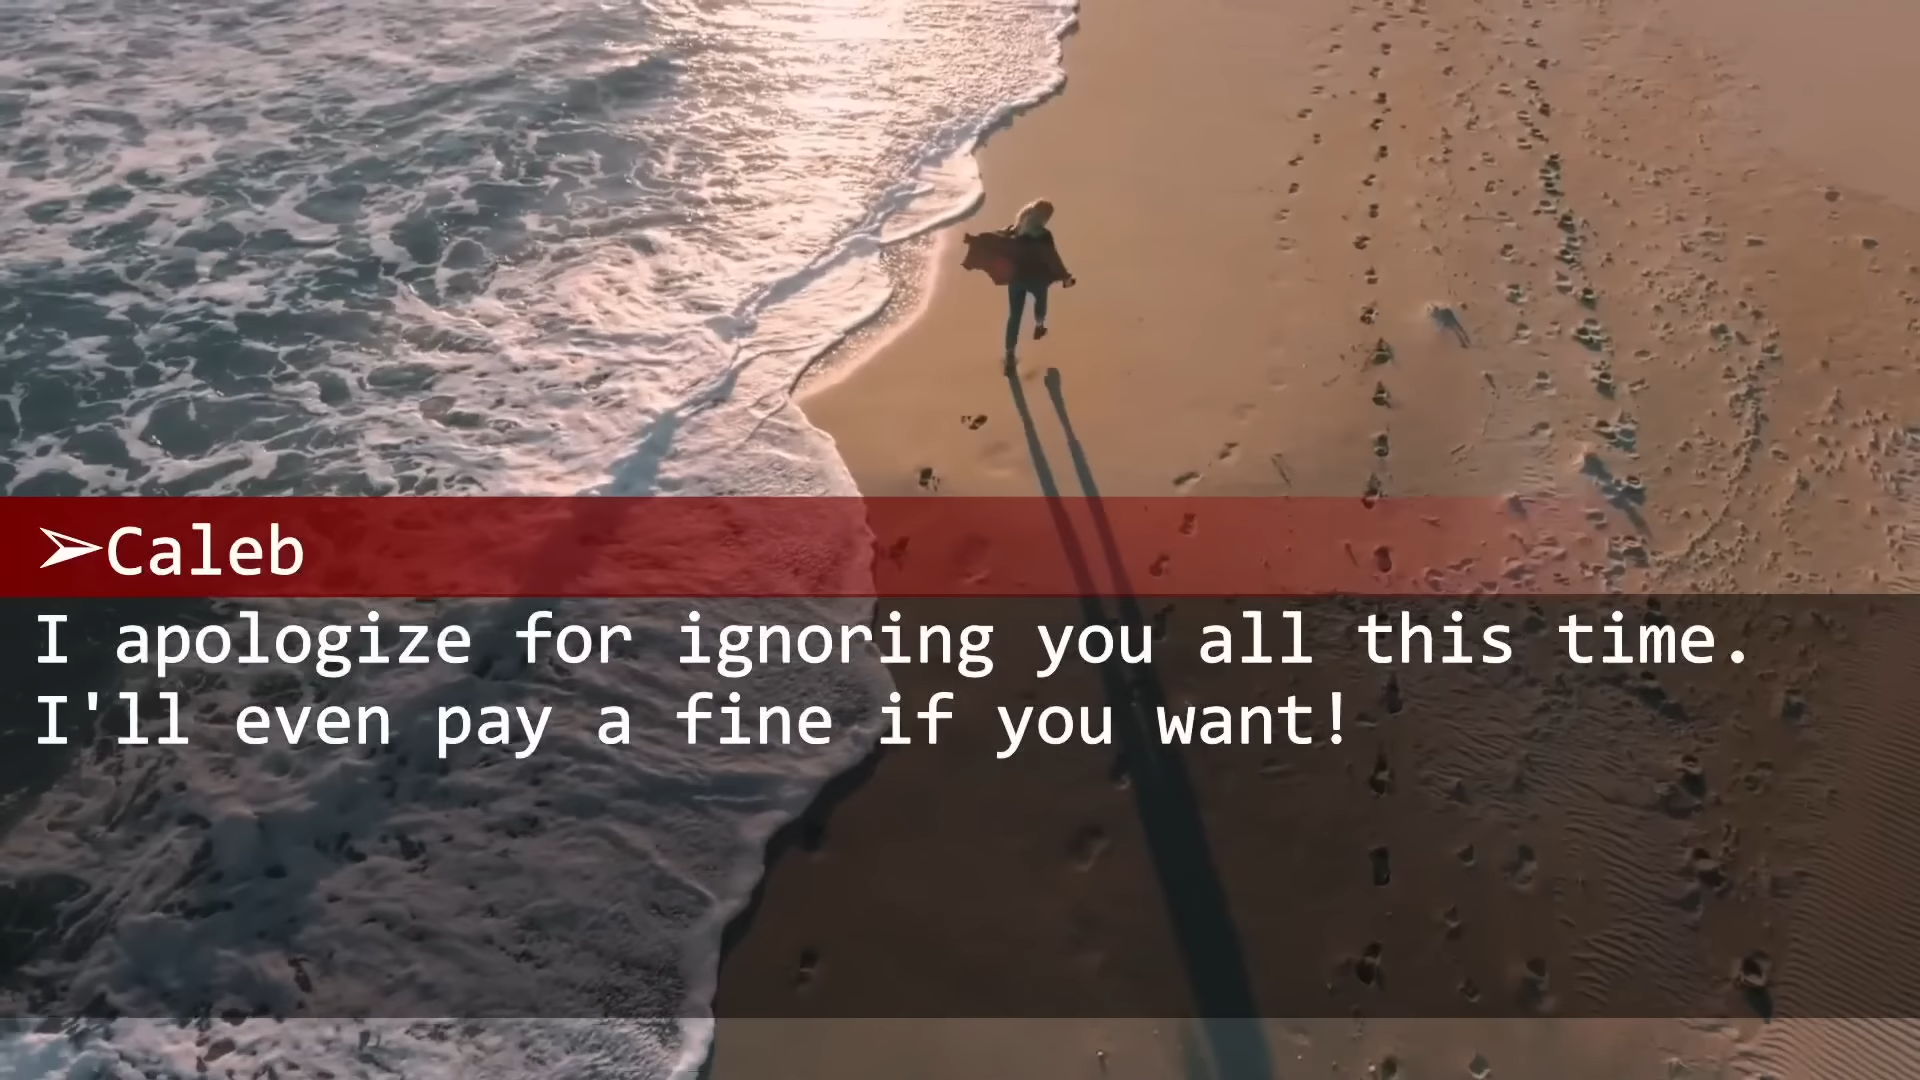 ➢Caleb
I apologize for ignoring you all this time.
I'll even pay a fine if you want!